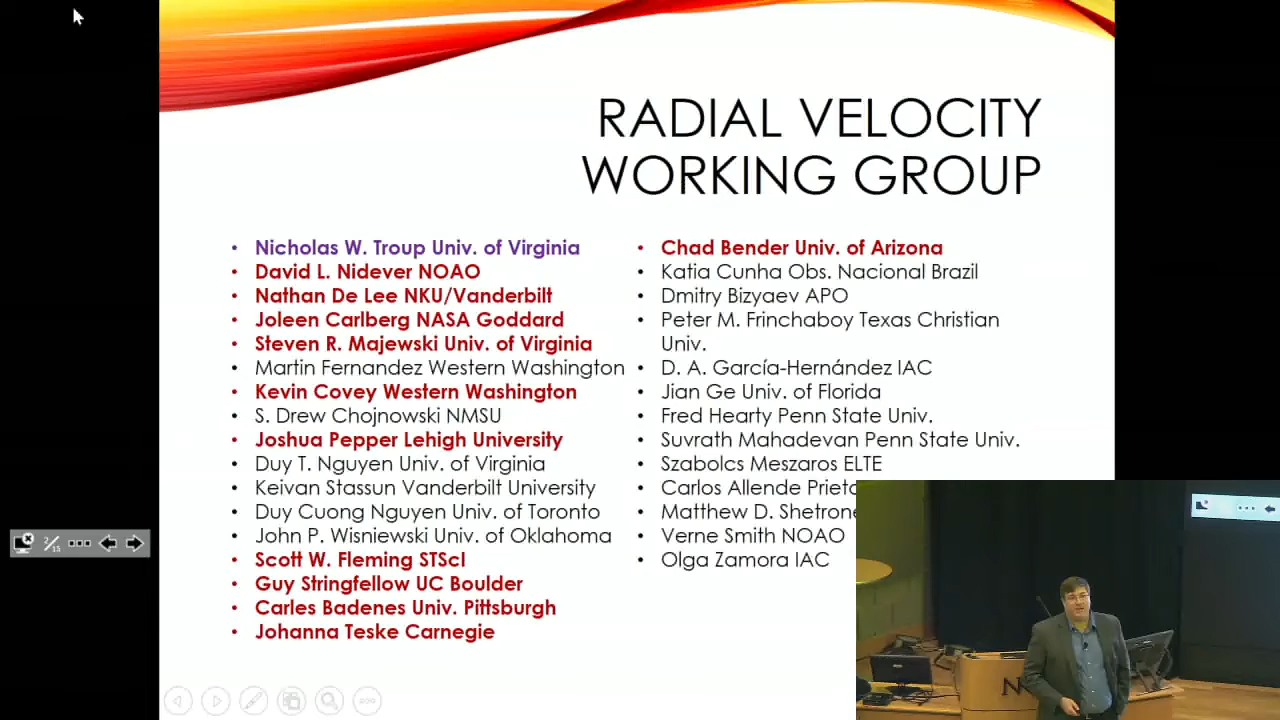 RADIAL VELOCITY
WORKING GROUP
Nicholas W. Troup Univ. of Virginia
David L. Nidever NOAO
Nathan De Lee NKU/Vanderbilt
Joleen Carlberg NASA Goddard
Steven R. Majewski Univ. of Virginia
Martin Fernandez Western Washington
Kevin Covey Western Washington
S. Drew Chojnowski NMSU
Joshua Pepper Lehigh University
Duy T. Nguyen Univ. of Virginia
Keivan Stassun Vanderbilt University
Duy Cuong Nguyen Univ. of Toronto
John P. Wisniewski Univ. of Oklahoma
Scott W. Fleming STScI
Guy Stringfellow UC Boulder
Carles Badenes Univ. Pittsburgh
Johanna Teske Carnegie
Chad Bender Univ. of Arizona
Katia Cunha Obs. Nacional Brazil
Dmitry Bizyaev APO
Peter M. Frinchaboy Texas Christian
Univ.
D. A. García-Hernández IAC
Jian Ge Univ. of Florida
Fred Hearty Penn State Univ.
Suvrath Mahadevan Penn State Univ.
Szabolcs Meszaros ELTE
Carlos Allende Prieto
Matthew D. Shetrone
Verne Smith NOAO
Olga Zamora IAC
2/15